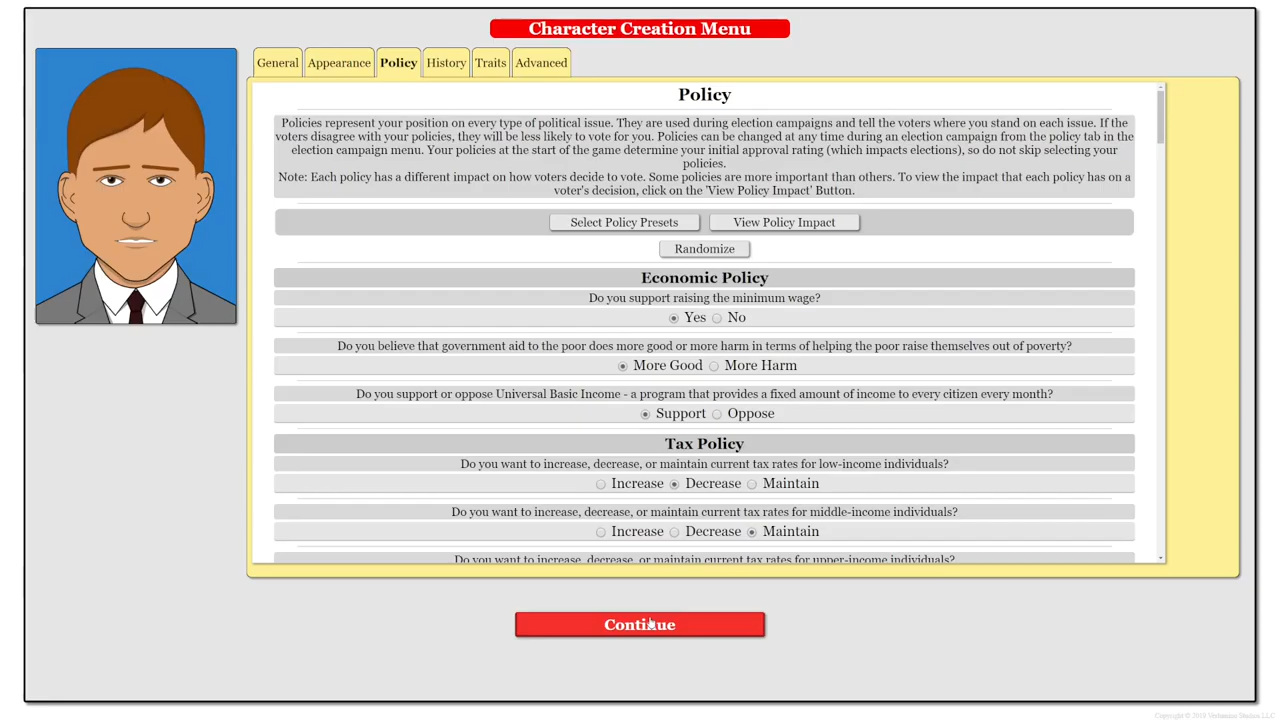 Character Creation Menu
General Appearance Policy History Traits Advanced
Policy
Policies represent your position on every type of political issue. They are used during election campaigns and tell the voters where you stand on each issue. If the
voters disagree with your policies, they will be less likely to vote for you. Policies can be changed at any time during an election campaign from the policy tab in the
election campaign menu. Your policies at the start of the game determine your initial approval rating (which impacts elections), so do not skip selecting your
policies.
Note: Each policy has a different impact on how voters decide to vote. Some policies are more important than others. To view the impact that each policy has on a
voter's decision, click on the 'View Policy Impact' Button.
Select Policy Presets View Policy Impact
Randomize
Economic Policy
Do you support raising the minimum wage?
Yes No
Do you believe that government aid to the poor does more good or more harm in terms of helping the poor raise themselves out of poverty?
More Good More Harm
Do you support or oppose Universal Basic Income - a program that provides a fixed amount of income to every citizen every month?
Support Oppose
Tax Policy
Do you want to increase, decrease, or maintain current tax rates for low-income individuals?
Increase Decrease Maintain
Do you want to increase, decrease, or maintain current tax rates for middle-income individuals?
Increase Decrease Maintain
Do you want to increase, decrease, or maintain current tax rates for upper-income individuals?
Continue
Copyright © Studios LLC